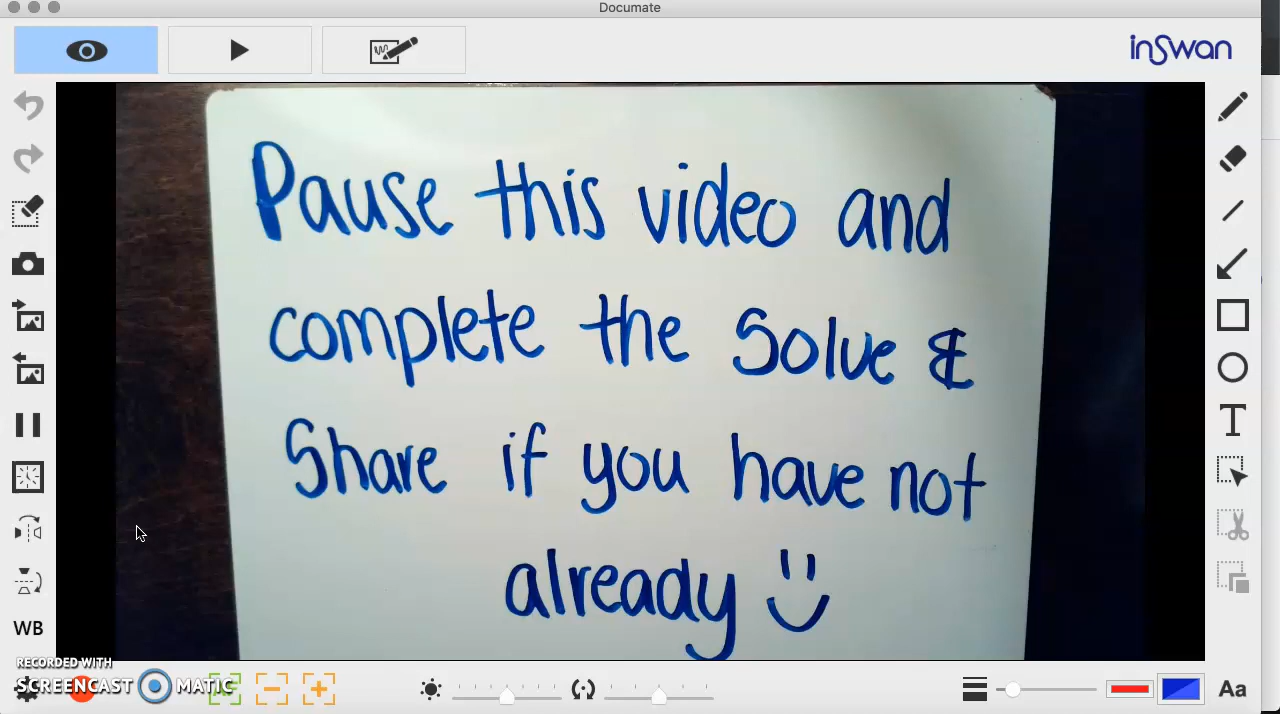 Documate
inswan
Pause this video and
complete the Solve &
Share if you have not
already
WB
RECORDED WITH
SCREENCAST MATIC
Aa